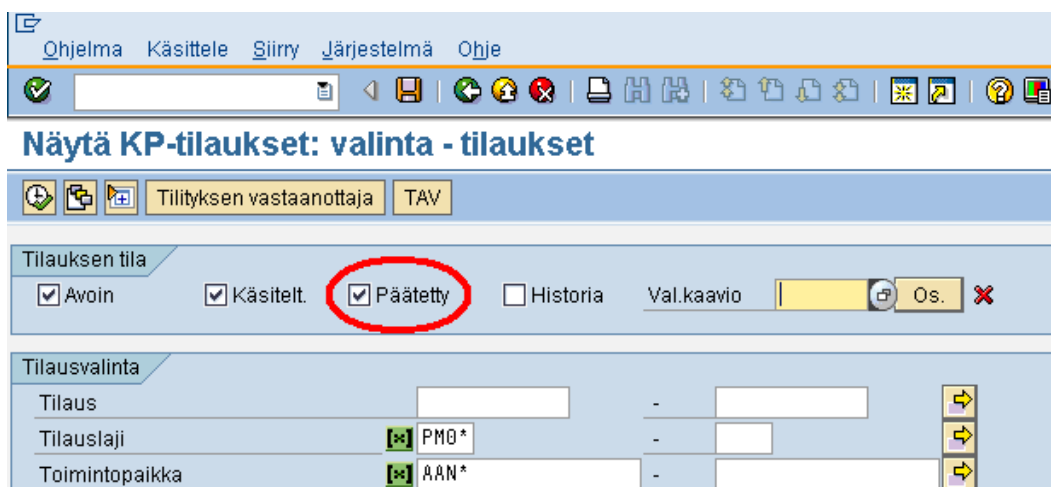 Ohjelma Käsittele Siirry Järjestelmä Ohje
Näytä KP-tilaukset: valinta - tilaukset
Tilityksen vastaanottaja TAV
Tilauksen tila
Avoin Käsitelt. Päätetty Historia Val.kaavio Os.
Tilausvalinta
Tilaus -
Tilauslaji PM0* -
Toimintopaikka AAN* -